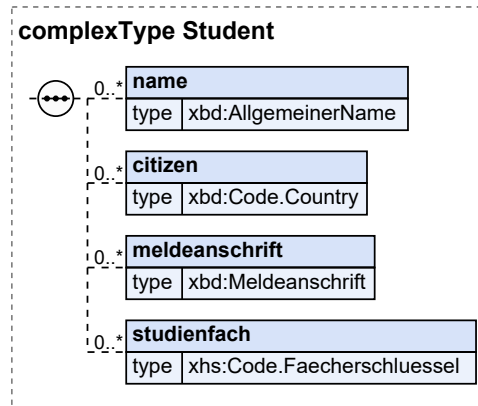 complexType Student
0..* name
type xbd:AllgemeinerName
0..* citizen
type xbd:Code.Country
0..* meldeanschrift
type xbd:Meldeanschrift
0..* studienfach
type xhs:Code.Faecherschluessel